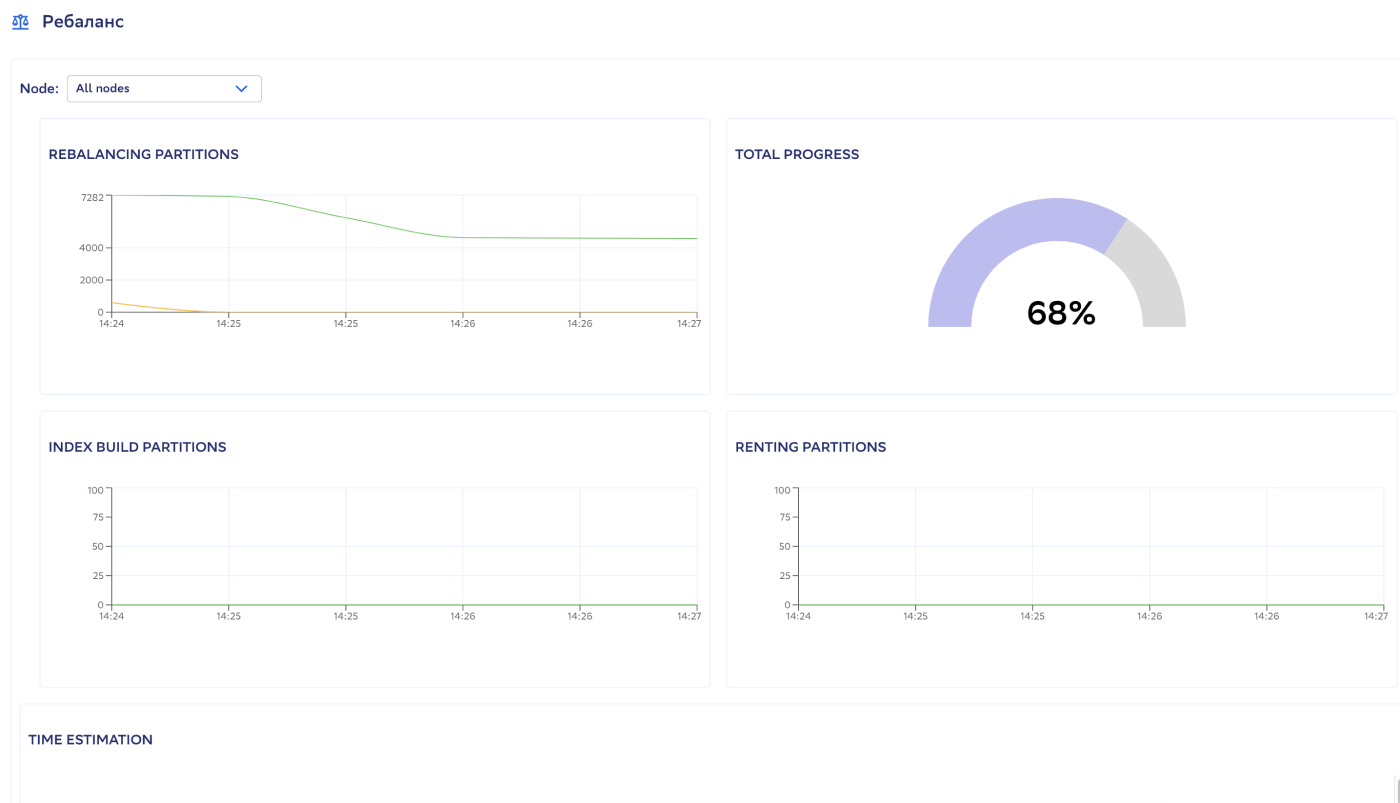 Ребаланс
Node: All nodes
REBALANCING PARTITIONS
7282
4000
2000
0
14:24 14:25 14:25 14:26 14:26 14:27
TOTAL PROGRESS
68%
INDEX BUILD PARTITIONS
100
75
50
25
0
14:24 14:25 14:25 14:26 14:26 14:27
RENTING PARTITIONS
100
75
50
25
0
14:24 14:25 14:25 14:26 14:26 14:27
TIME ESTIMATION